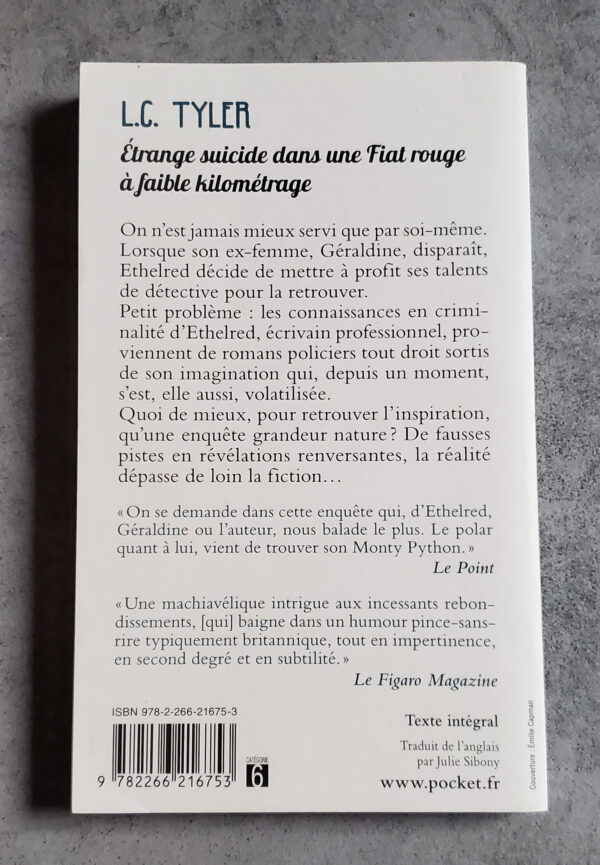 L.C. TYLER
Étrange suicide dans une Fiat rouge
à faible kilométrage
On n'est jamais mieux servi que par soi-même.
Lorsque son ex-femme, Géraldine, disparaît,
Ethelred décide de mettre à profit ses talents
de détective pour la retrouver.
Petit problème : les connaissances en crimi-
nalité d'Ethelred, écrivain professionnel, pro-
viennent de romans policiers tout droit sortis
de son imagination qui, depuis un moment,
s'est, elle aussi, volatilisée.
Quoi de mieux, pour retrouver l'inspiration,
qu'une enquête grandeur nature ? De fausses
pistes en révélations renversantes, la réalité
dépasse de loin la fiction…
« On se demande dans cette enquête qui, d'Ethelred,
Géraldine ou l'auteur, nous balade le plus. Le polar
quant à lui, vient de trouver son Monty Python. »
Le Point
« Une machiavélique intrigue aux incessants rebon-
dissements, [qui] baigne dans un humour pince-sans-
rire typiquement britannique, tout en impertinence,
en second degré et en subtilité. »
Le Figaro Magazine
ISBN 978-2-266-21675-3
9 782266 216753
CATÉGORIE
6
Texte intégral
Traduit de l'anglais
par Julie Sibony
www.pocket.fr
Couverture : Émilie Capman